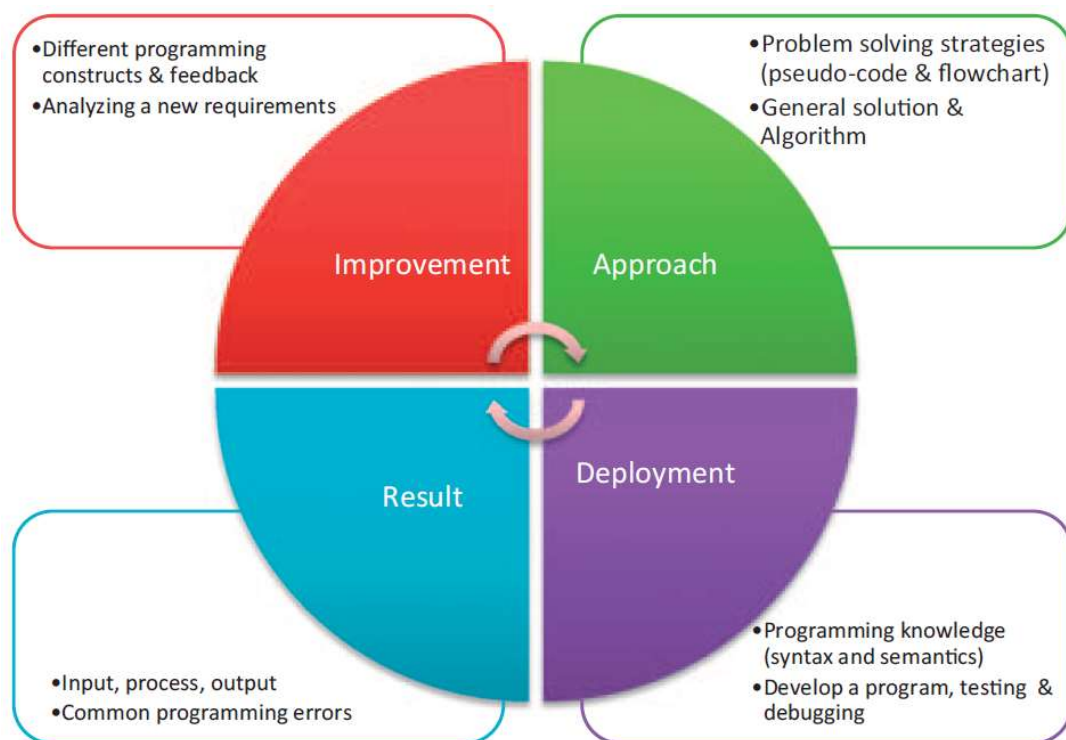 •Different programming
constructs & feedback
•Analyzing a new requirements
•Problem solving strategies
(pseudo-code & flowchart)
•General solution &
Algorithm
Improvement
Approach
Result
Deployment
•Input, process, output
•Common programming errors
•Programming knowledge
(syntax and semantics)
•Develop a program, testing &
debugging